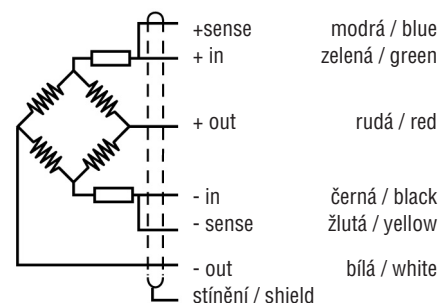 +sense modrá / blue
+ in zelená / green
+ out rudá / red
- in černá / black
- sense žlutá / yellow
- out bílá / white
stínění / shield